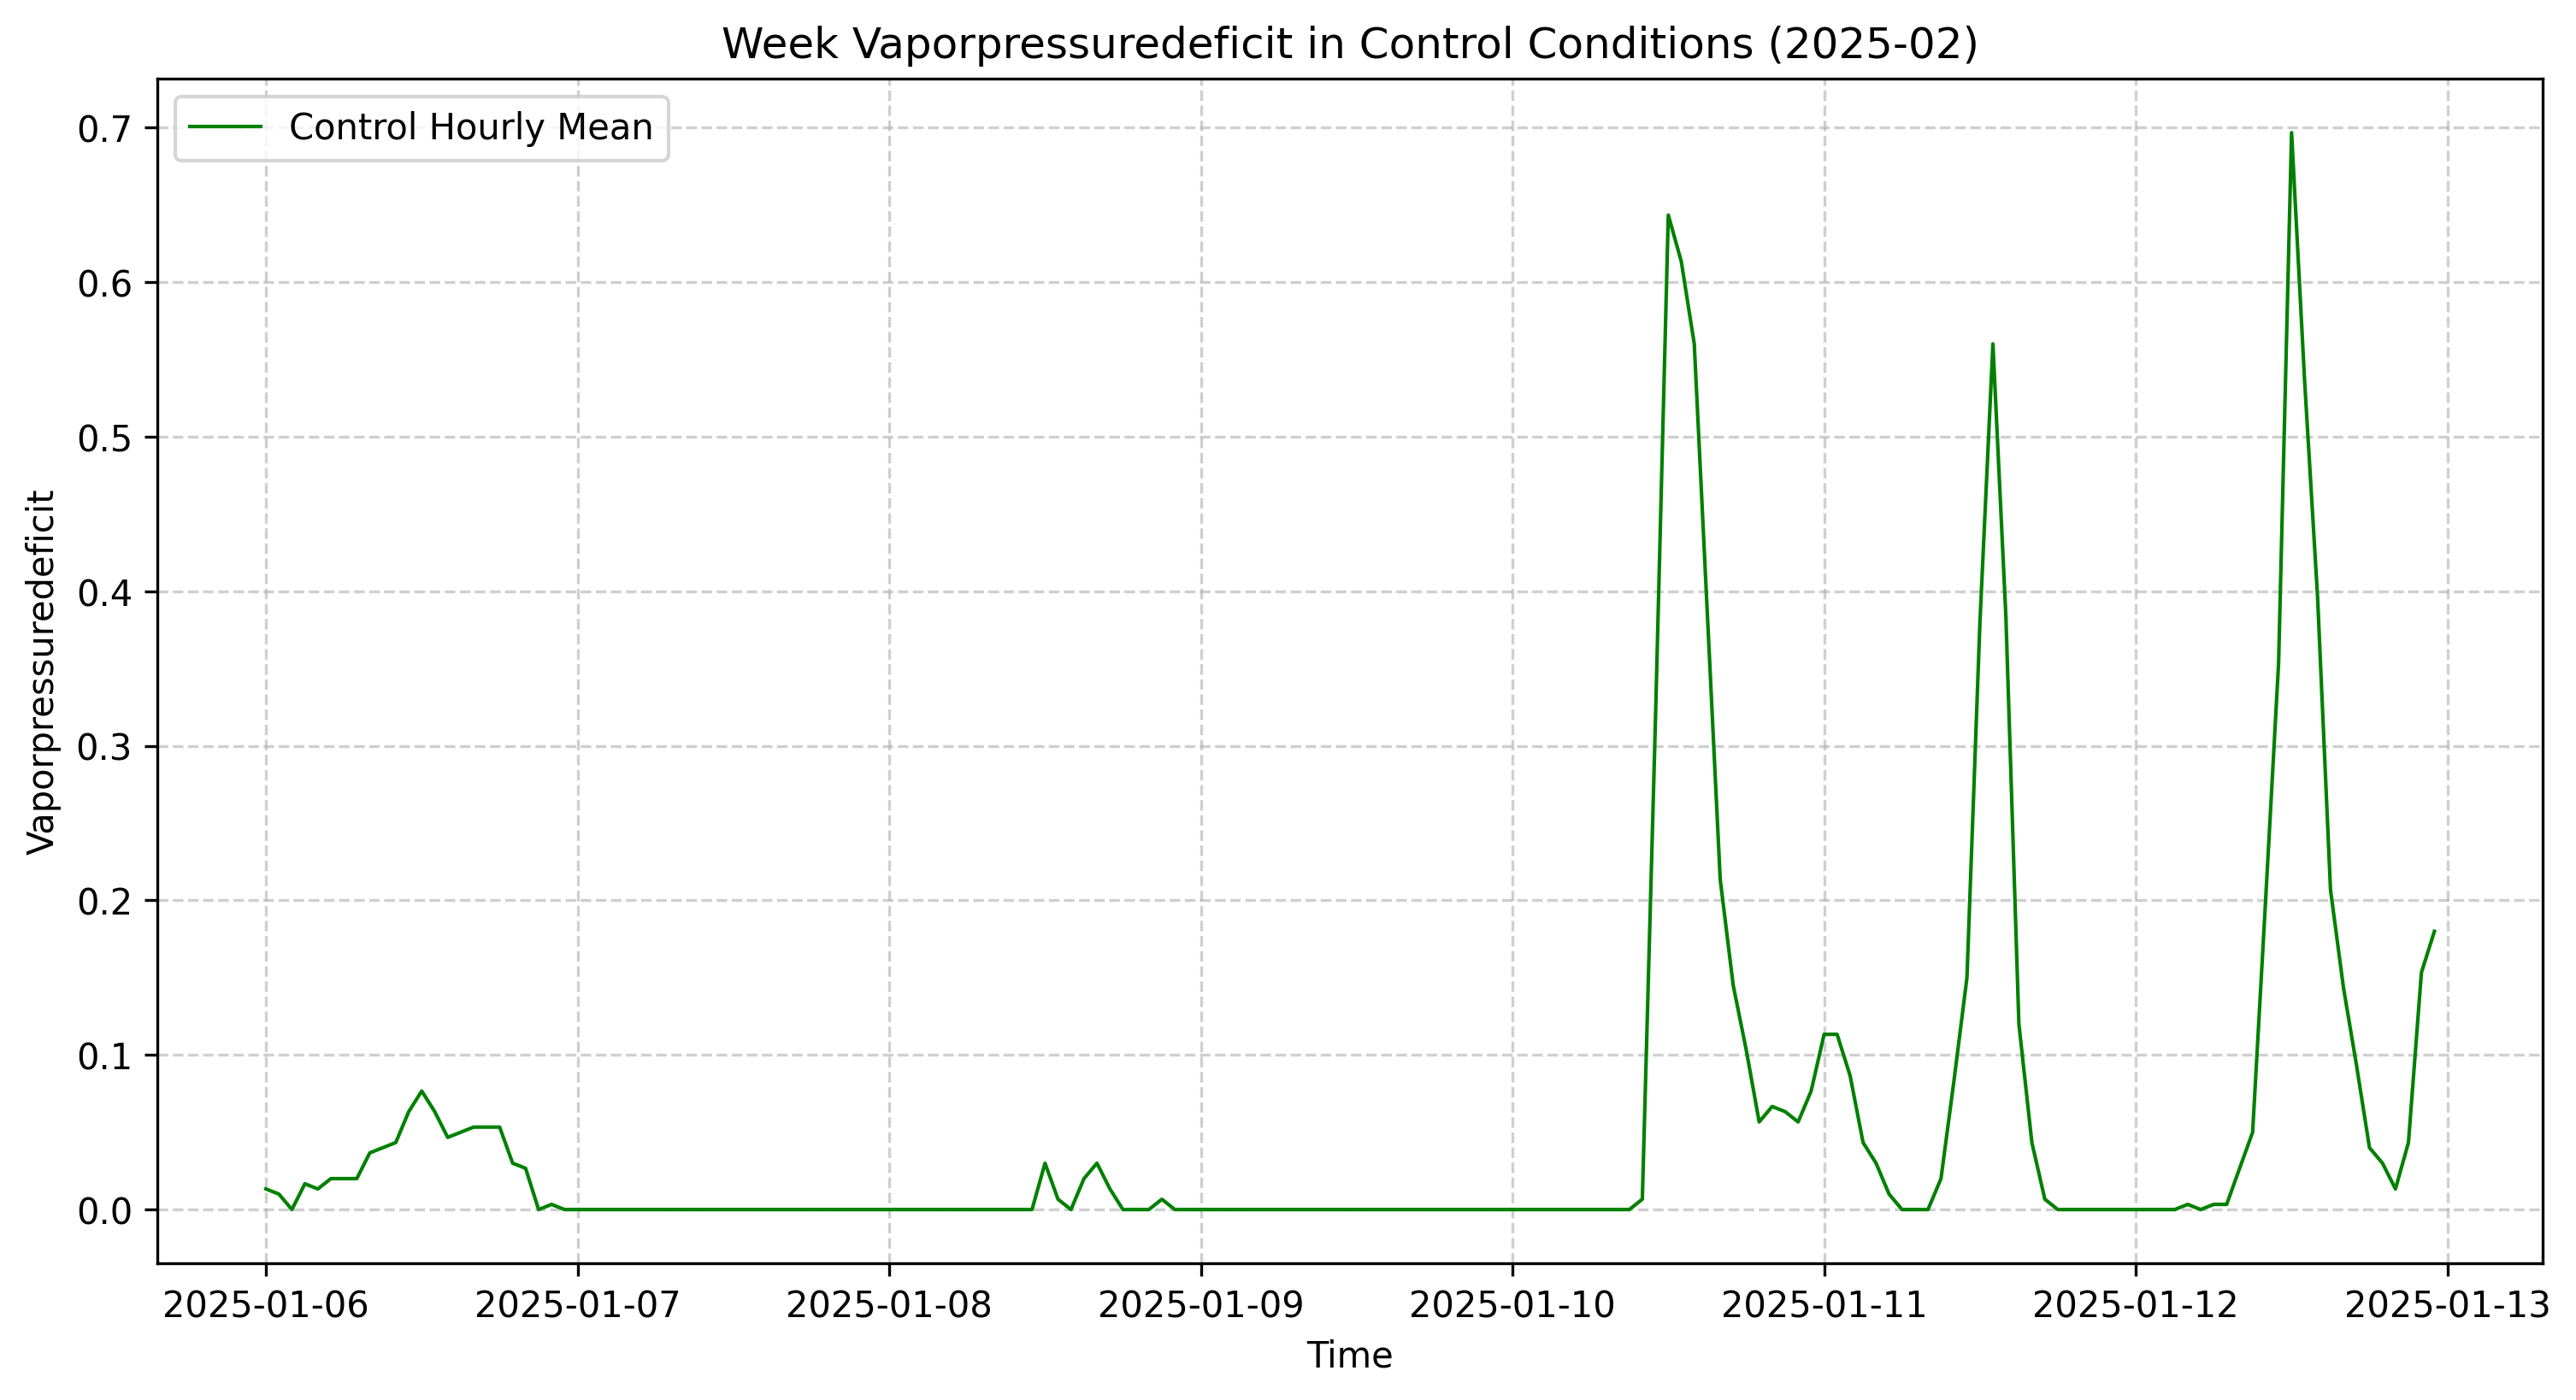 Week Vaporpressuredeficit in Control Conditions (2025-02)
Control Hourly Mean
Vaporpressuredeficit
0.7
0.6
0.5
0.4
0.3
0.2
0.1
0.0
2025-01-06 2025-01-07 2025-01-08 2025-01-09 2025-01-10 2025-01-11 2025-01-12 2025-01-13
Time